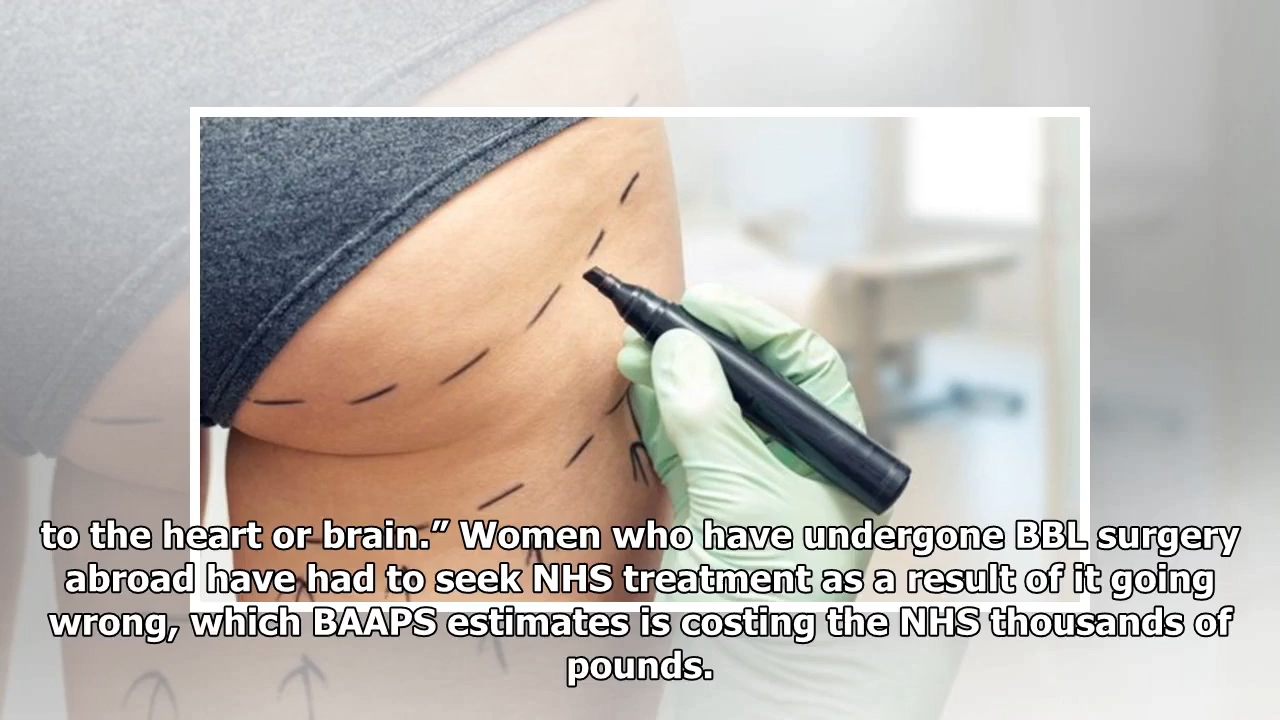 to the heart or brain.” Women who have undergone BBL surgery
abroad have had to seek NHS treatment as a result of it going
wrong, which BAAPS estimates is costing the NHS thousands of
pounds.